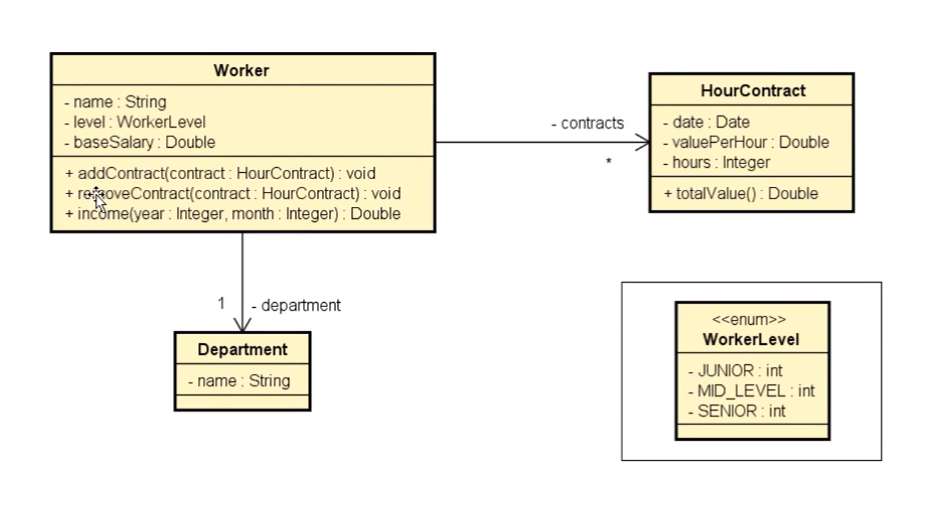 Worker
- name : String
- level : WorkerLevel
- baseSalary : Double
+ addContract(contract : HourContract) : void
+ removeContract(contract : HourContract) : void
+ income(year : Integer, month : Integer) : Double
- contracts
*
HourContract
- date : Date
- valuePerHour : Double
- hours : Integer
+ totalValue() : Double
1
- department
Department
- name : String
<<enum>>
WorkerLevel
- JUNIOR : int
- MID_LEVEL : int
- SENIOR : int